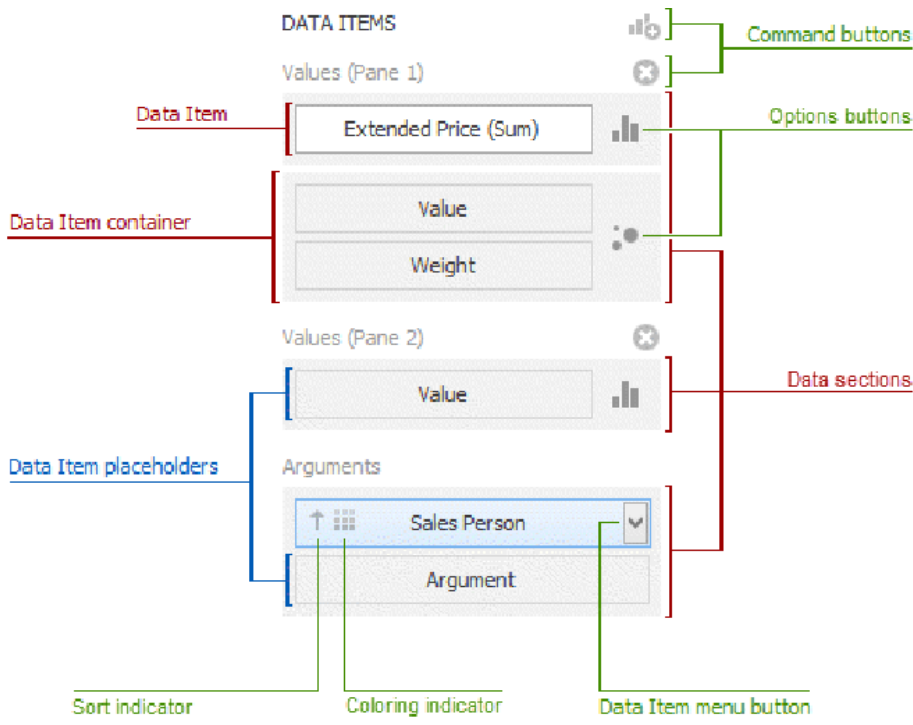 DATA ITEMS
Command buttons
Values (Pane 1)
Data Item
Extended Price (Sum)
Options buttons
Data Item container
Value
Weight
Values (Pane 2)
Value
Data sections
Data Item placeholders
Arguments
Sales Person
Argument
Sort indicator
Coloring indicator
Data Item menu button